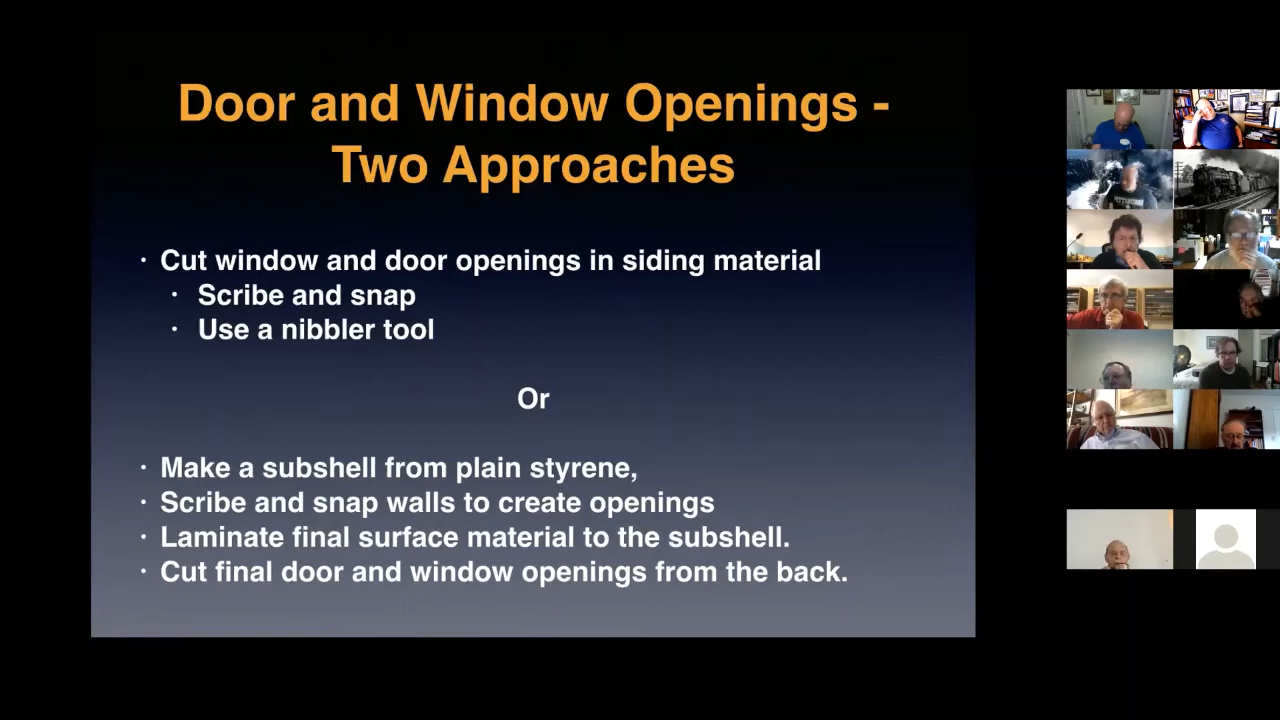 Door and Window Openings -
Two Approaches
· Cut window and door openings in siding material
· Scribe and snap
· Use a nibbler tool
Or
· Make a subshell from plain styrene,
· Scribe and snap walls to create openings
· Laminate final surface material to the subshell.
· Cut final door and window openings from the back.